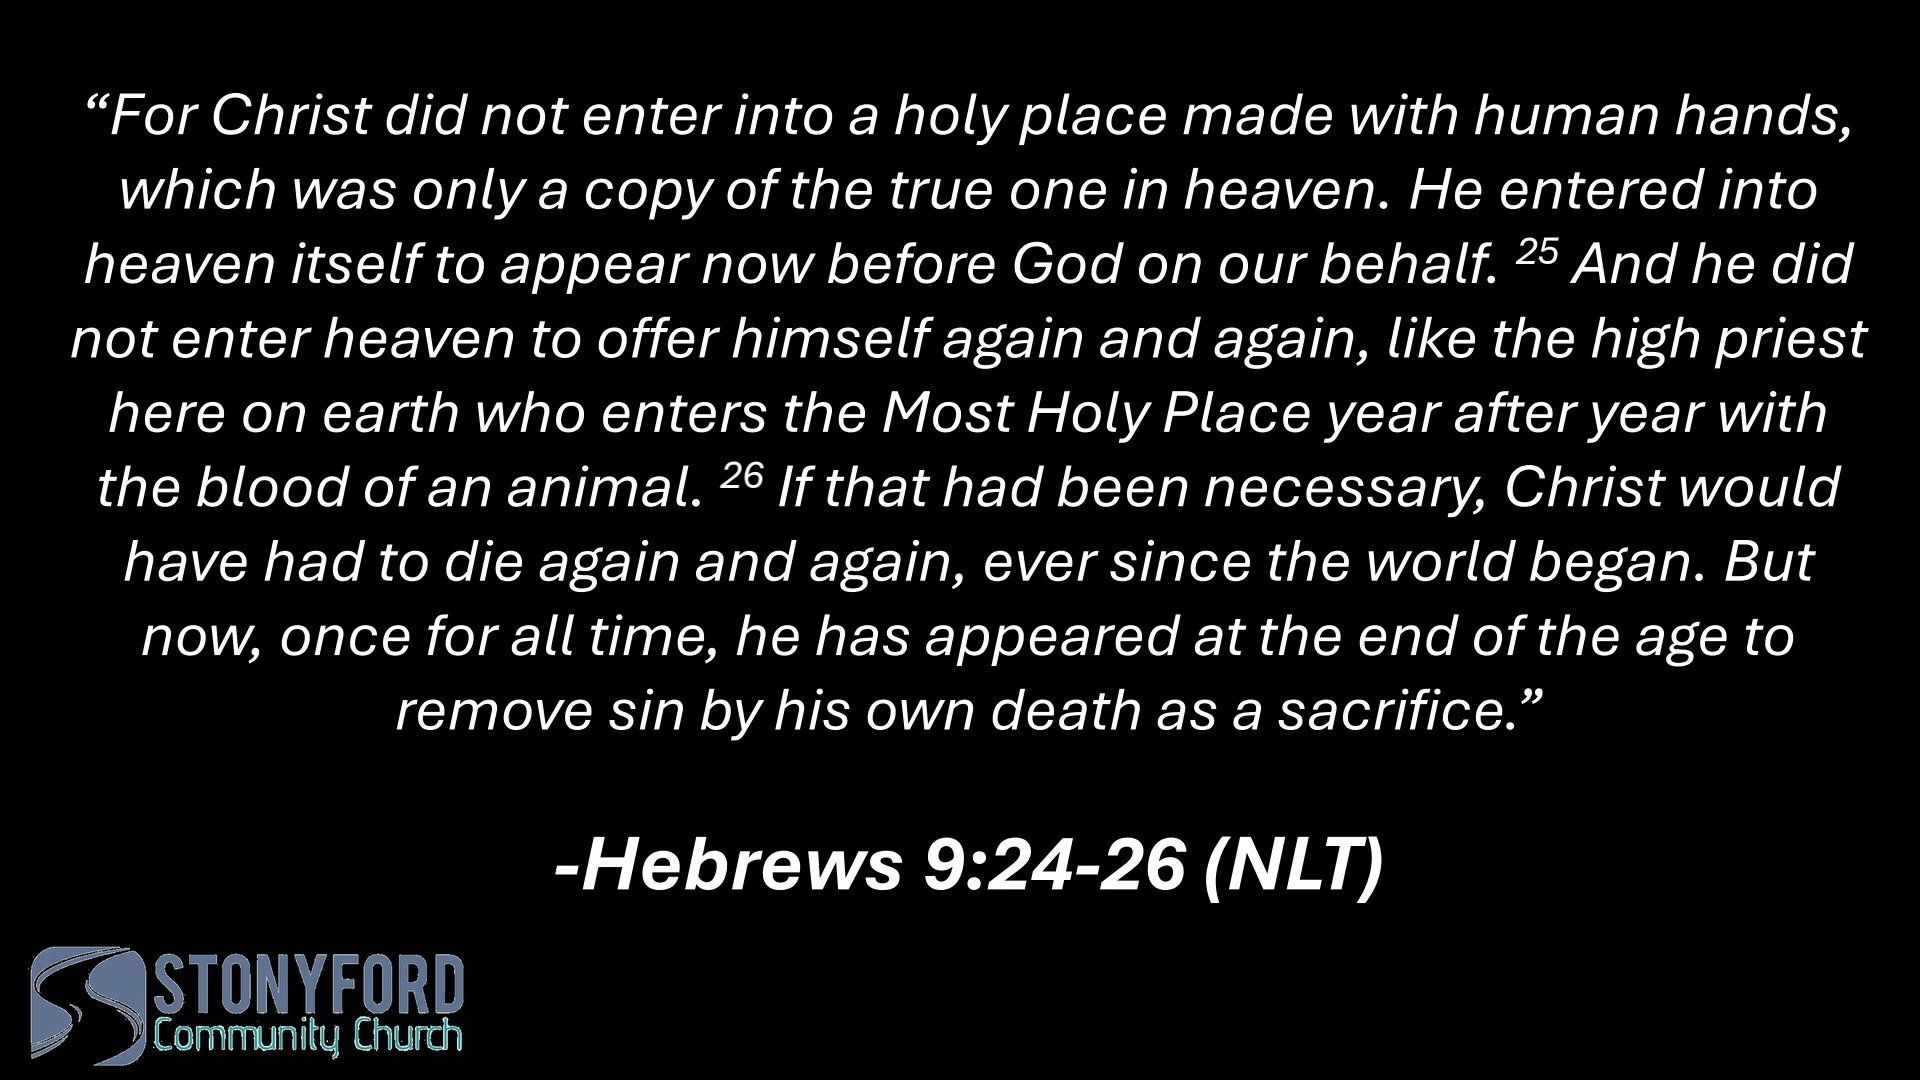 “For Christ did not enter into a holy place made with human hands,
which was only a copy of the true one in heaven. He entered into
heaven itself to appear now before God on our behalf. 25 And he did
not enter heaven to offer himself again and again, like the high priest
here on earth who enters the Most Holy Place year after year with
the blood of an animal. 26 If that had been necessary, Christ would
have had to die again and again, ever since the world began. But
now, once for all time, he has appeared at the end of the age to
remove sin by his own death as a sacrifice.”
-Hebrews 9:24-26 (NLT)
STONYFORD
Community Church